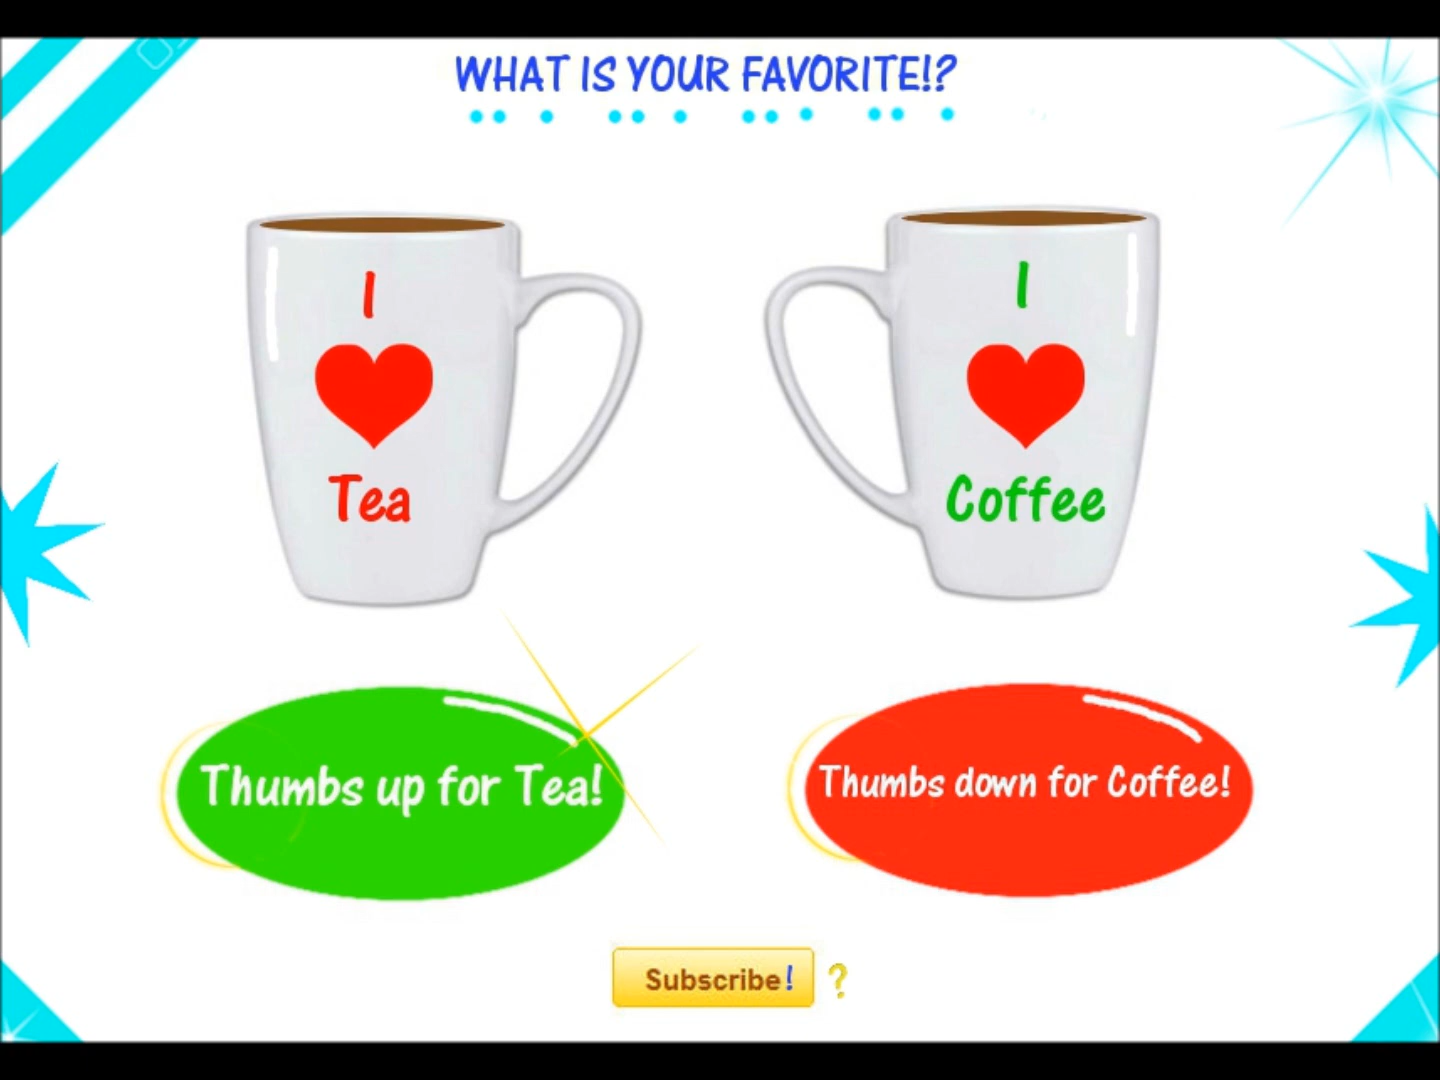 WHAT IS YOUR FAVORITE!?
I
Tea
I
Coffee
Thumbs up for Tea!
Thumbs down for Coffee!
Subscribe! ?